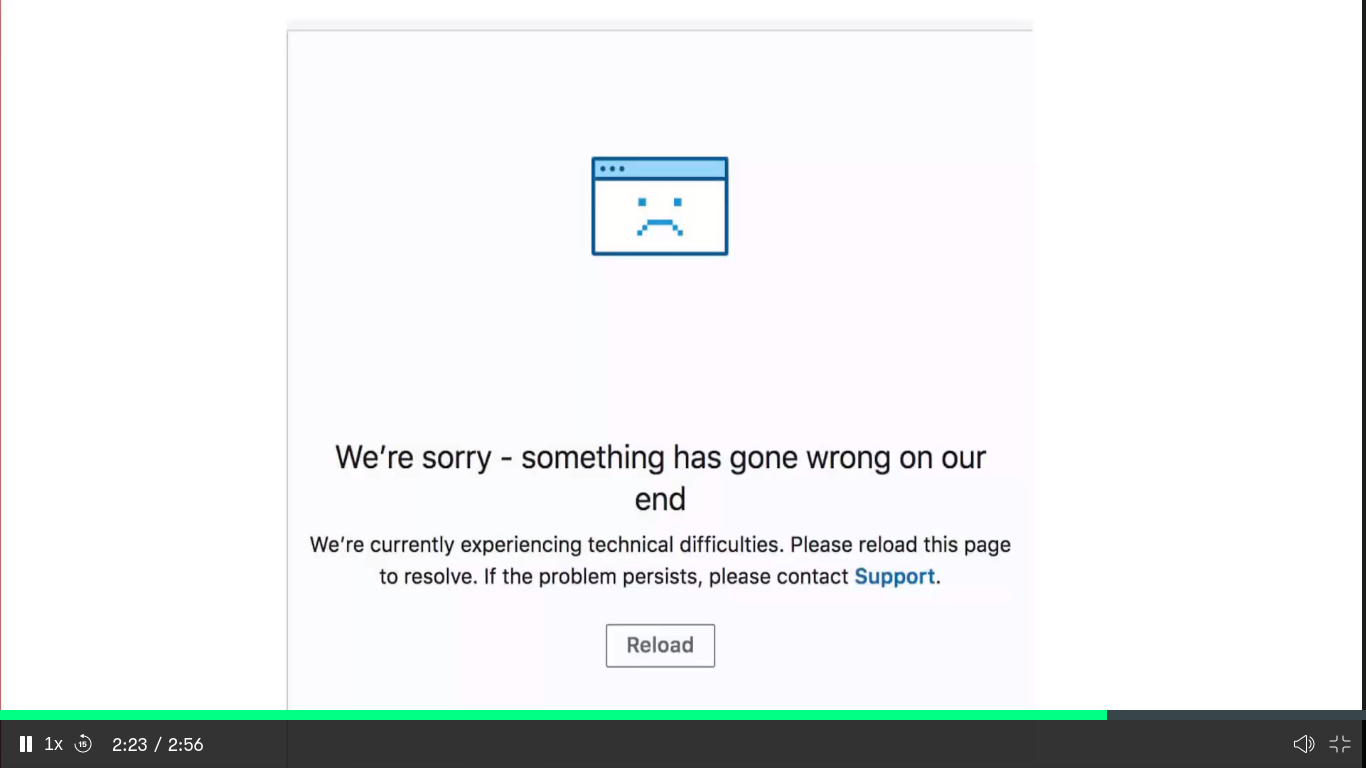 We're sorry - something has gone wrong on our
end
We're currently experiencing technical difficulties. Please reload this page
to resolve. If the problem persists, please contact Support.
Reload
1x 15 2:23 / 2:56